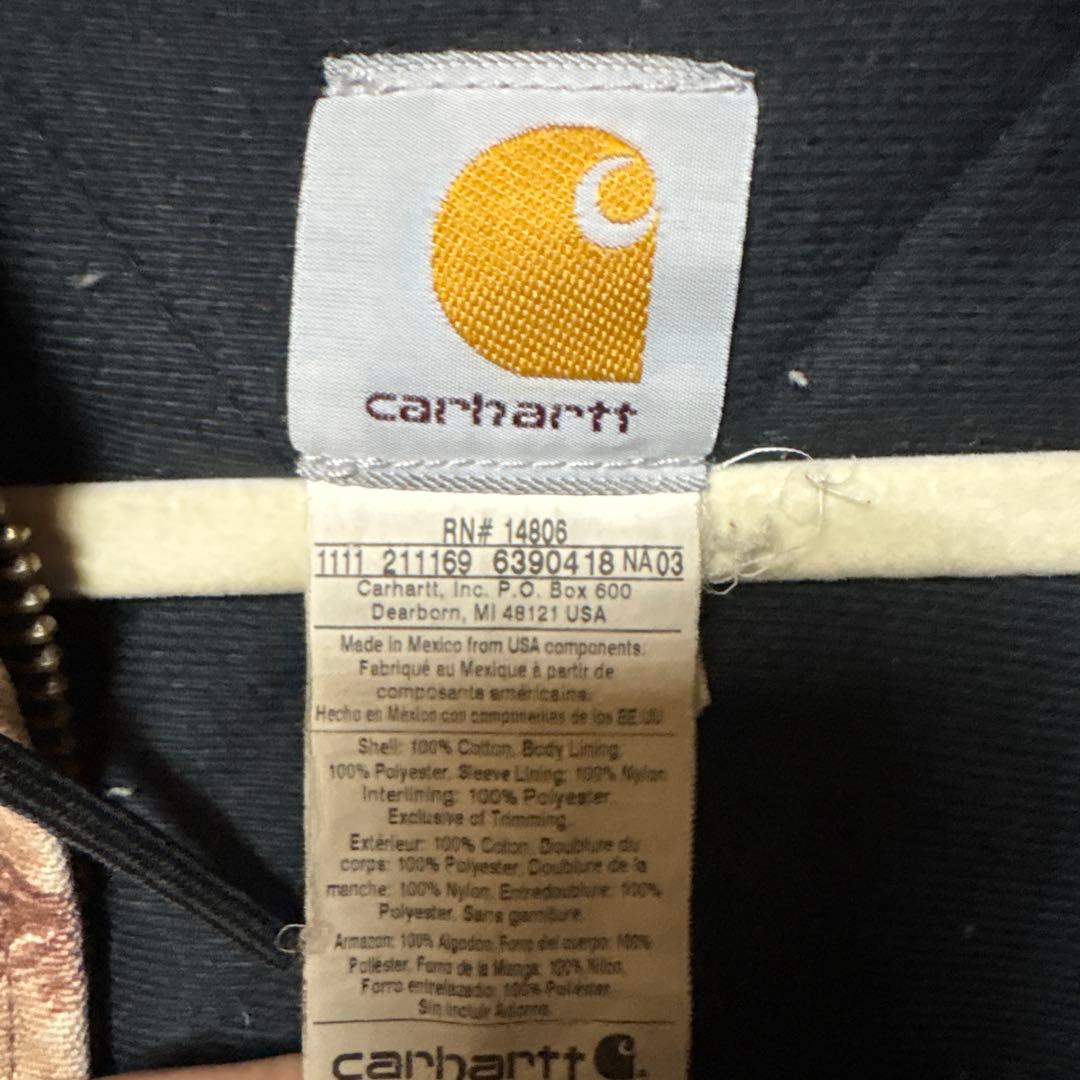 carhartt
RN# 14806
1111 211169 6390418 NA03
Carhartt, Inc. P.O. Box 600
Dearborn, MI 48121 USA
Made in Mexico from USA components.
Fabriqué au Mexique à partir de
composants américains.
Hecho en México con componentes de los EE.UU.
Shell: 100% Cotton, Body Lining:
100% Polyester, Sleeve Lining: 100% Nylon
Interlining: 100% Polyester
Exclusive of Trimming.
Extérieur: 100% Coton, Doublure du
corps: 100% Polyester, Doublure de la
manche: 100% Nylon, Entredoublure: 100%
Polyester, Sans garniture.
Armazon: 100% Algodon, Forro del cuerpo: 100%
Poliéster, Forro de la Manga: 100% Nilon,
Forro entrelazado: 100% Poliéster
Sin Incluir Adorno.
carhartt